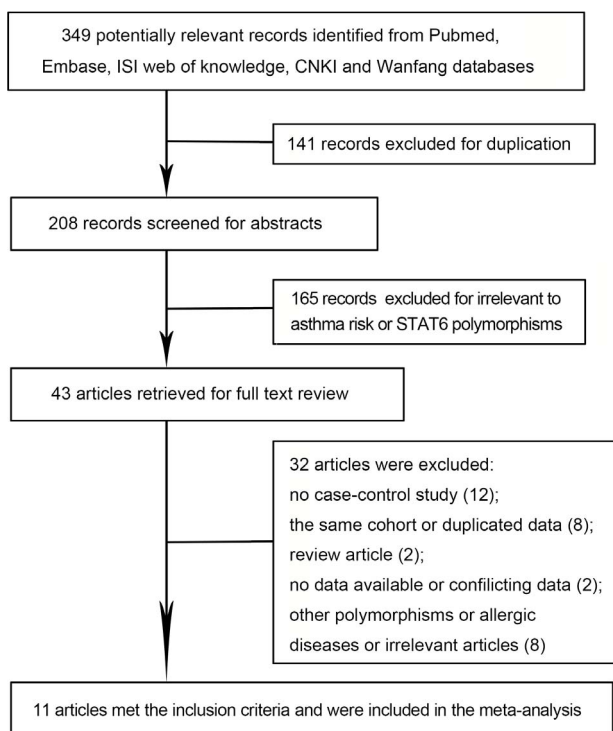 349 potentially relevant records identified from Pubmed,
Embase, ISI web of knowledge, CNKI and Wanfang databases
141 records excluded for duplication
208 records screened for abstracts
165 records excluded for irrelevant to
asthma risk or STAT6 polymorphisms
43 articles retrieved for full text review
32 articles were excluded:
no case-control study (12);
the same cohort or duplicated data (8);
review article (2);
no data available or confilicting data (2);
other polymorphisms or allergic
diseases or irrelevant articles (8)
11 articles met the inclusion criteria and were included in the meta-analysis